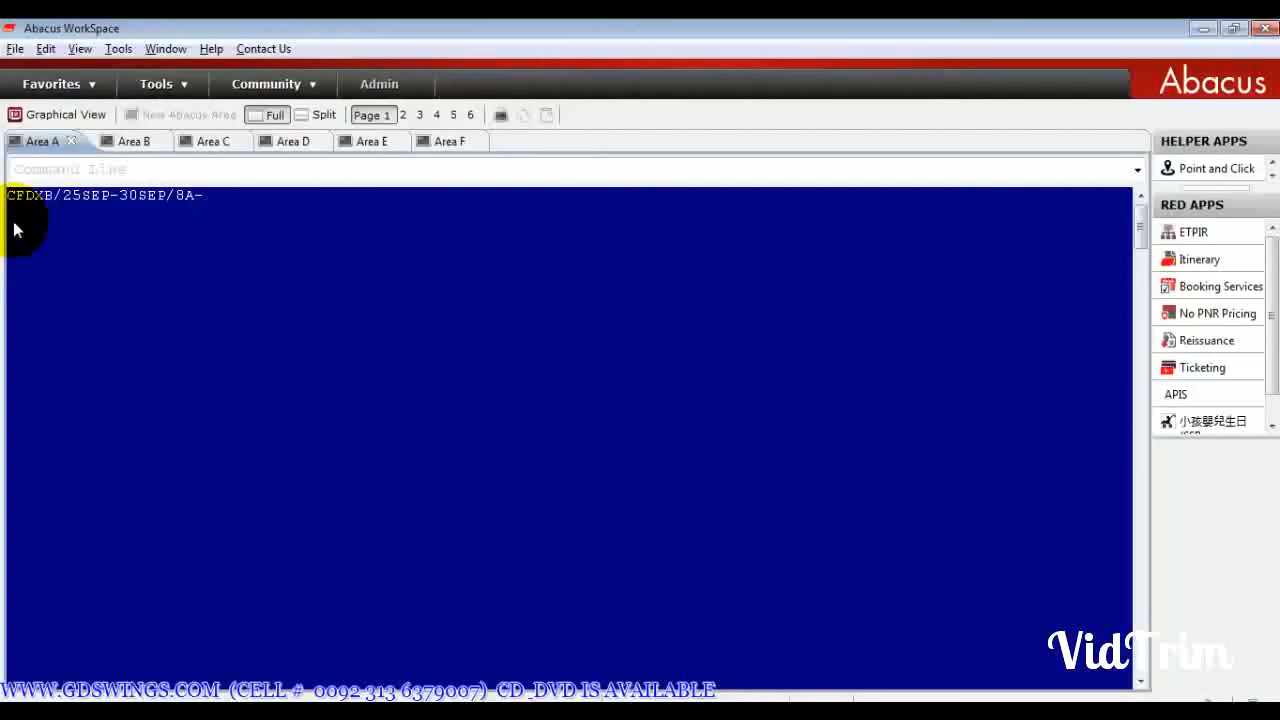 Abacus WorkSpace
File Edit View Tools Window Help Contact Us
Favorites Tools Community Admin
Abacus
Graphical View New Abacus Area Full Split Page 1 2 3 4 5 6
Area A Area B Area C Area D Area E Area F
Command Line
CFDXB/25SEP-30SEP/8A-
HELPER APPS
Point and Click
RED APPS
ETPIR
Itinerary
Booking Services
No PNR Pricing
Reissuance
Ticketing
APIS
小孩嬰兒生日
VidTrim
WWW.GDSWINGS.COM (CELL # 0092 313 6379007) CD_DVD IS AVAILABLE